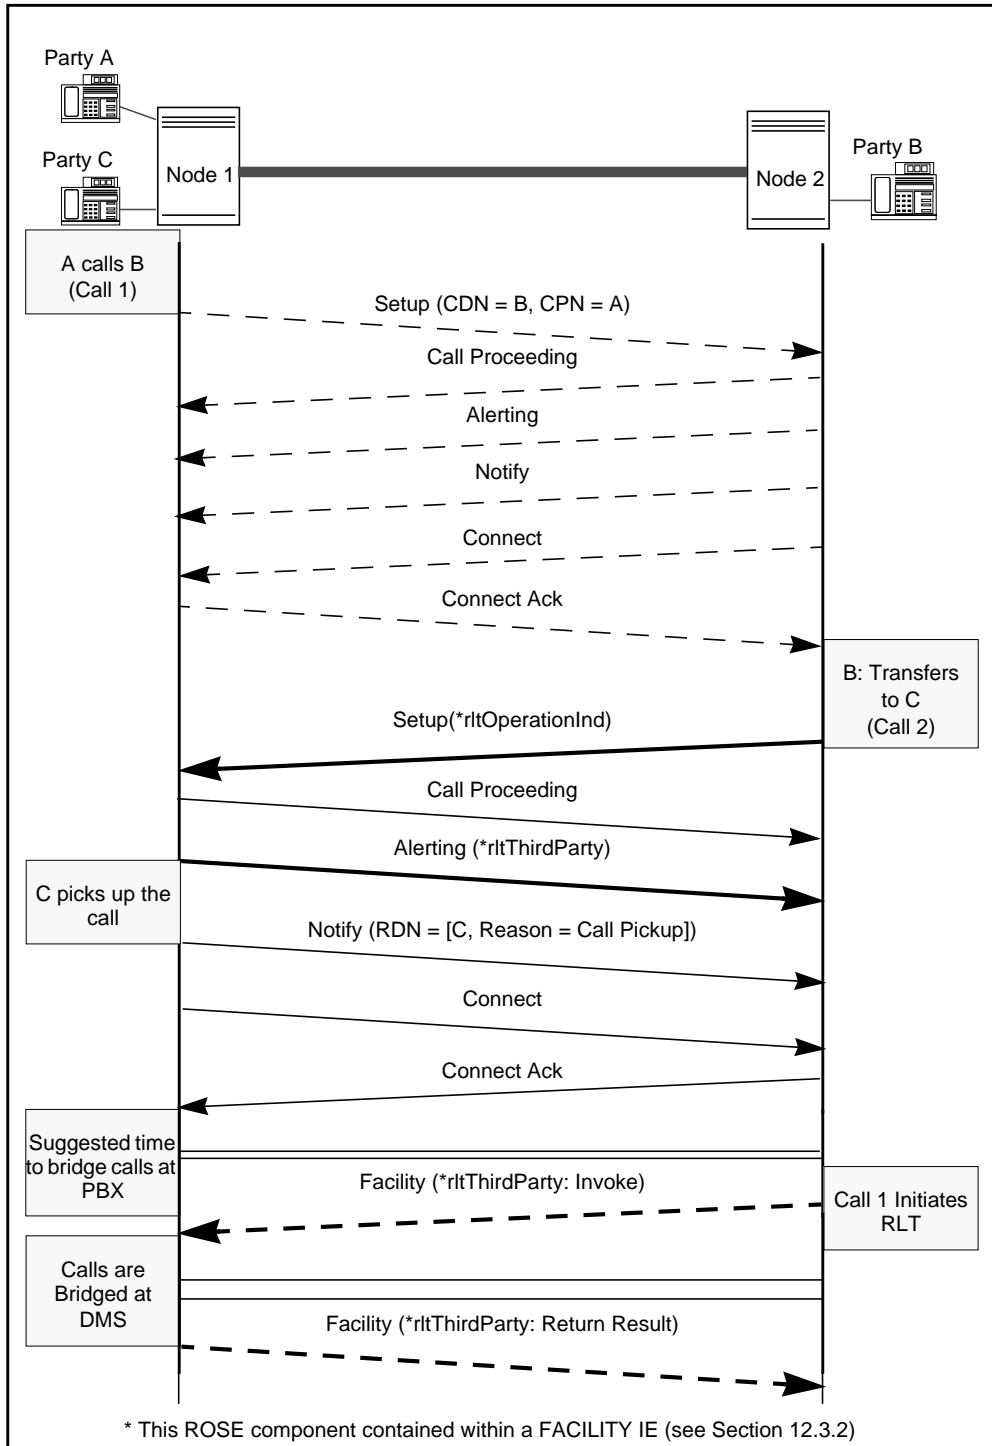 Party A
Party C
Node 1
Node 2
Party B
A calls B
(Call 1)
Setup (CDN = B, CPN = A)
Call Proceeding
Alerting
Notify
Connect
Connect Ack
B: Transfers
to C
(Call 2)
Setup(*rltOperationInd)
Call Proceeding
Alerting (*rltThirdParty)
C picks up the
call
Notify (RDN = [C, Reason = Call Pickup])
Connect
Connect Ack
Suggested time
to bridge calls at
PBX
Facility (*rltThirdParty: Invoke)
Call 1 Initiates
RLT
Calls are
Bridged at
DMS
Facility (*rltThirdParty: Return Result)
* This ROSE component contained within a FACILITY IE (see Section 12.3.2)